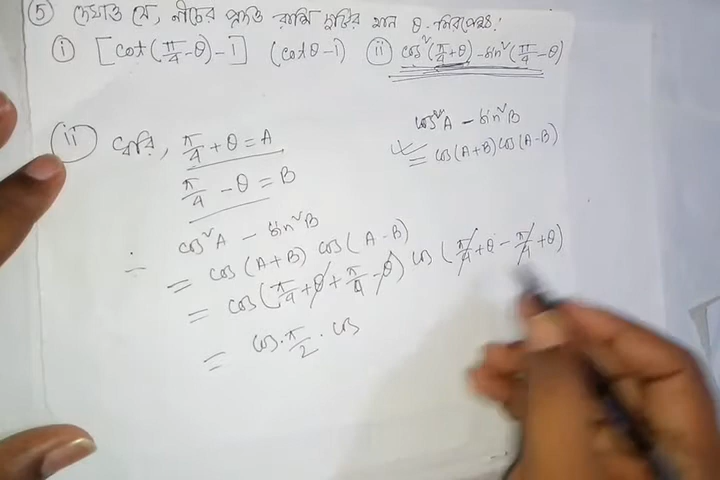 ⑤ দেখাও যে, নীচের প্রদত্ত রাশি দুটির মান θ-নিরপেক্ষ!
ⓘ [cot(π/4-θ)-1] (cotθ-1) ⓘⓘ cos²(π/4+θ)-sin²(π/4-θ)
cos²A - sin²B
= cos(A+B)cos(A-B)
ii ধরি, π/4+θ=A
π/4-θ=B
cos²A - sin²B
= cos(A+B) cos(A-B)
= cos(π/4+θ+π/4-θ) cos(π/4+θ-π/4+θ)
= cos.π/2 . cos